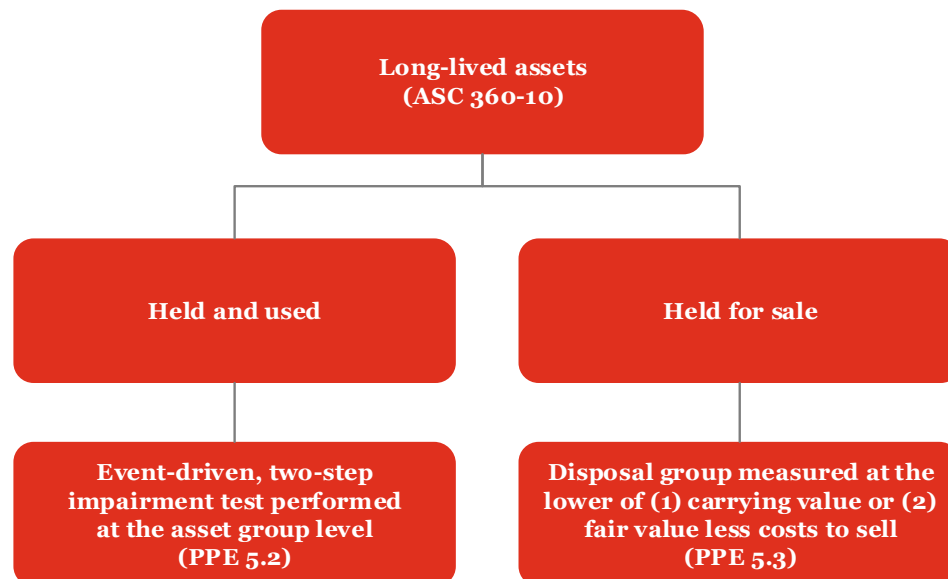 Long-lived assets
(ASC 360-10)
Held and used
Held for sale
Event-driven, two-step
impairment test performed
at the asset group level
(PPE 5.2)
Disposal group measured at the
lower of (1) carrying value or (2)
fair value less costs to sell
(PPE 5.3)